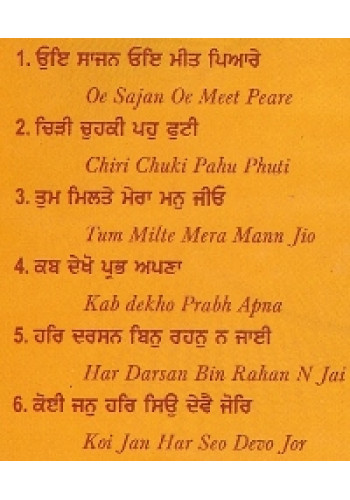 1. ਓੁਇ ਸਾਜਨ ਓਇ ਮੀਤ ਪਿਆਰੇ
Oe Sajan Oe Meet Peare
2. ਚਿੜੀ ਚੁਹਕੀ ਪਹੁ ਫੁਟੀ
Chiri Chuki Pahu Phuti
3. ਤੁਮ ਮਿਲਤੇ ਮੇਰਾ ਮਨੁ ਜੀਓ
Tum Milte Mera Mann Jio
4. ਕਬ ਦੇਖੋ ਪ੍ਰਭ ਅਪਣਾ
Kab dekho Prabh Apna
5. ਹਰਿ ਦਰਸਨ ਬਿਨੁ ਰਹਨੁ ਨ ਜਾਈ
Har Darsan Bin Rahan N Jai
6. ਕੋਈ ਜਨੁ ਹਰਿ ਸਿਉ ਦੇਵੈ ਜੋਰਿ
Koi Jan Har Seo Devo Jor